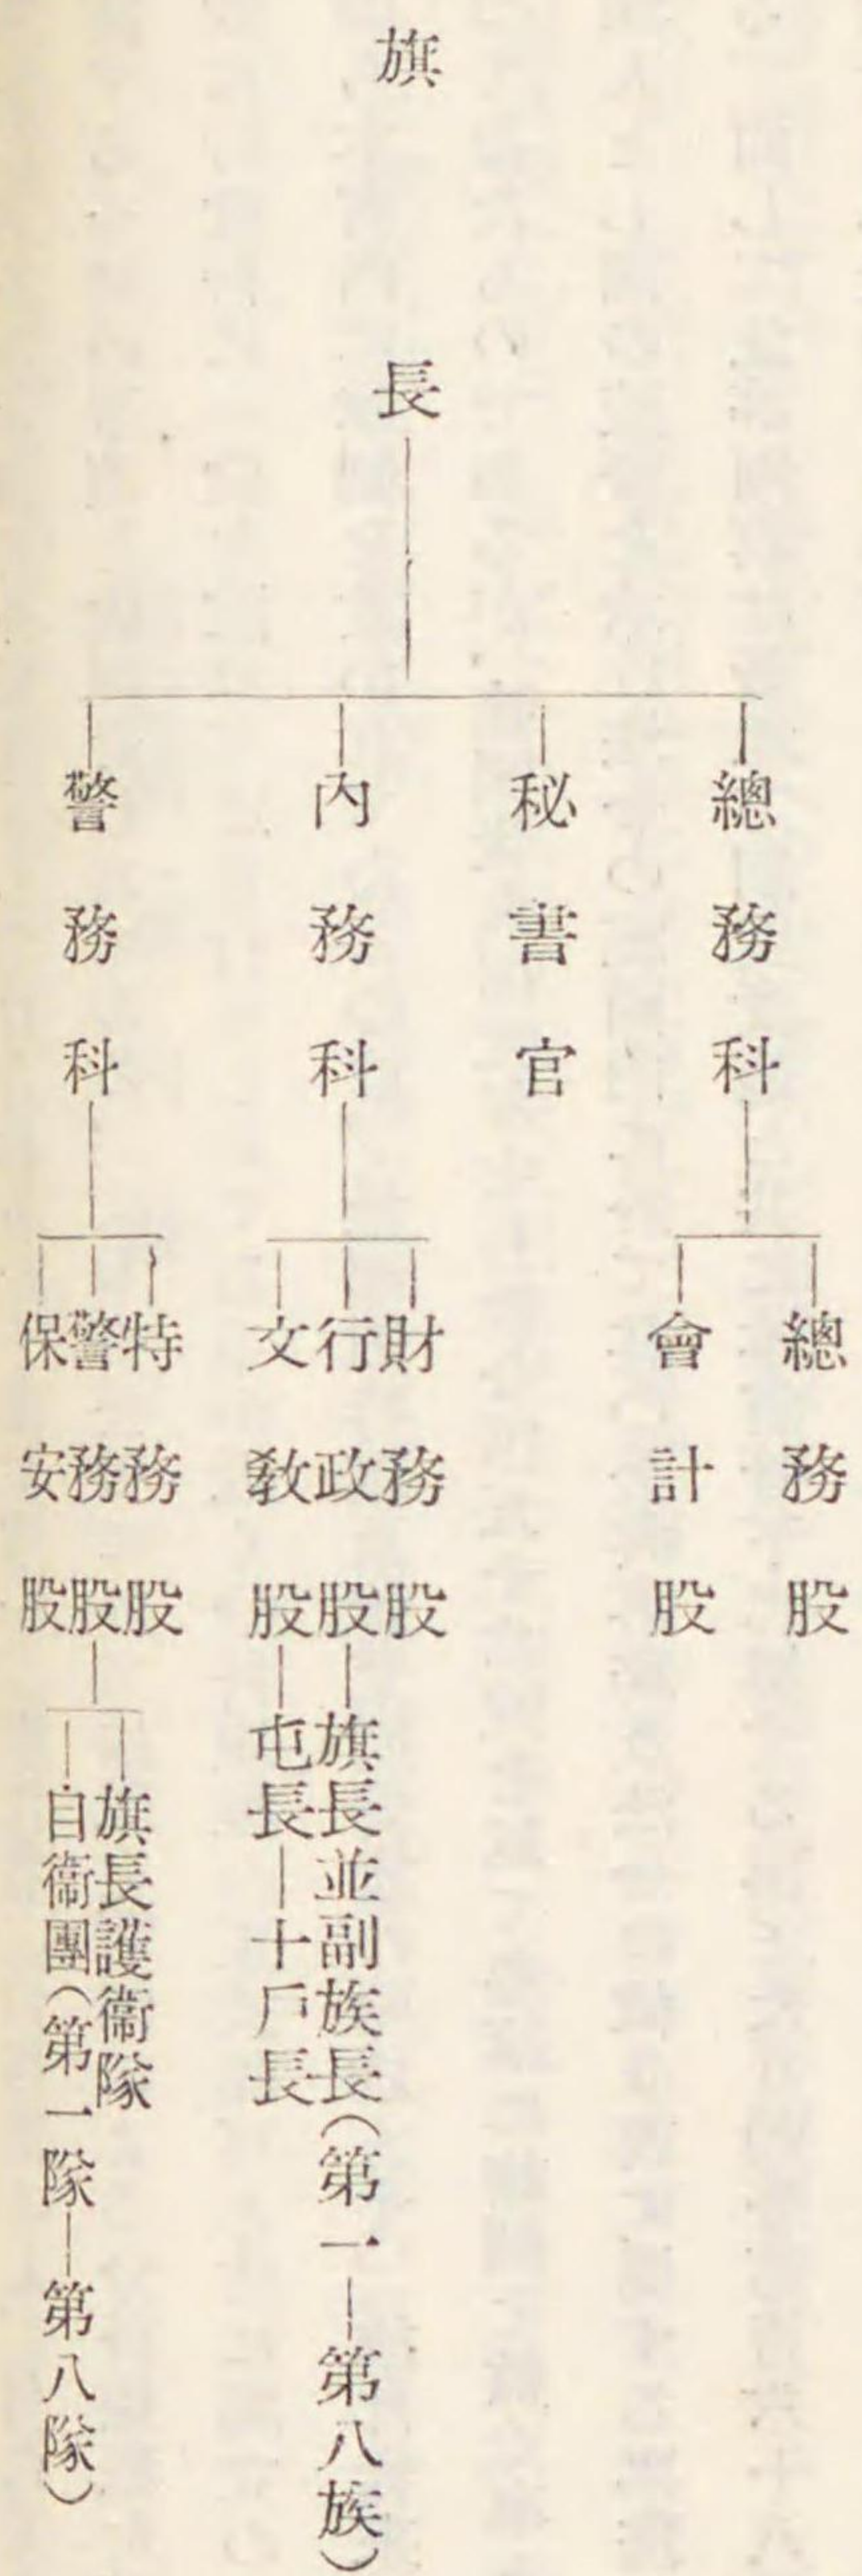 旗長
總務科
總務股
會計股
秘書官
內務科
財務股
行政股
旗長並副族長(第一—第八族)
文教股
屯長—十戶長
警務科
特務股
警務股
旗長護衞隊
自衞團(第一隊—第八隊)
保安股